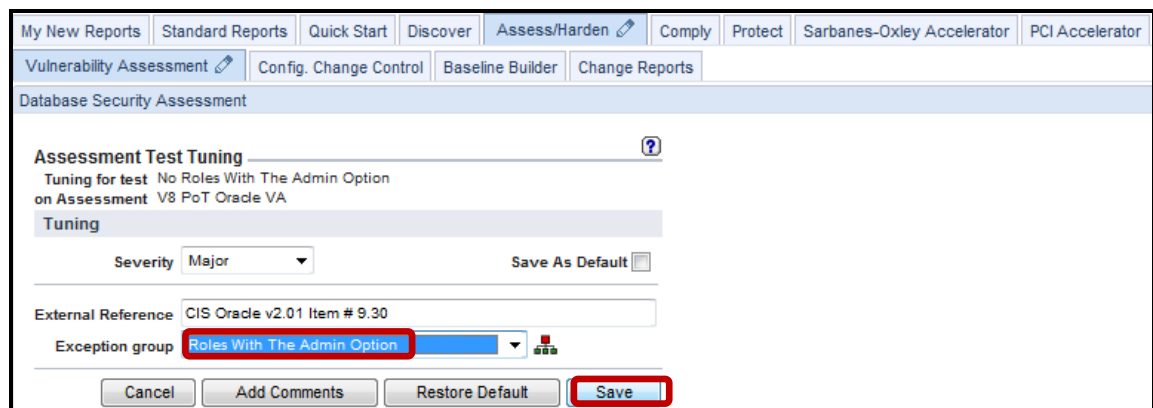 My New Reports Standard Reports Quick Start Discover Assess/Harden Comply Protect Sarbanes-Oxley Accelerator PCI Accelerator
Vulnerability Assessment Config. Change Control Baseline Builder Change Reports
Database Security Assessment
Assessment Test Tuning ?
Tuning for test No Roles With The Admin Option
on Assessment V8 PoT Oracle VA
Tuning
Severity Major Save As Default
External Reference CIS Oracle v2.01 Item # 9.30
Exception group Roles With The Admin Option
Cancel Add Comments Restore Default Save